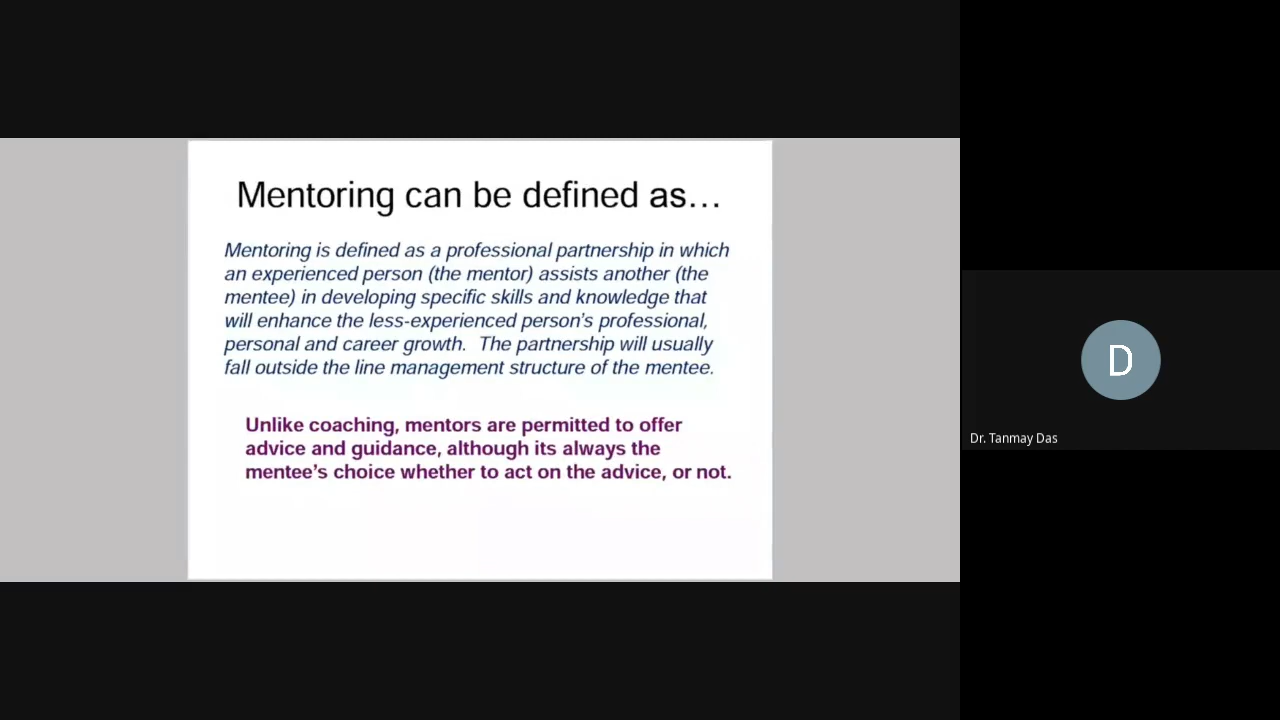 Mentoring can be defined as…
Mentoring is defined as a professional partnership in which
an experienced person (the mentor) assists another (the
mentee) in developing specific skills and knowledge that
will enhance the less-experienced person’s professional,
personal and career growth.  The partnership will usually
fall outside the line management structure of the mentee.
Unlike coaching, mentors are permitted to offer
advice and guidance, although its always the
mentee’s choice whether to act on the advice, or not.
D
Dr. Tanmay Das